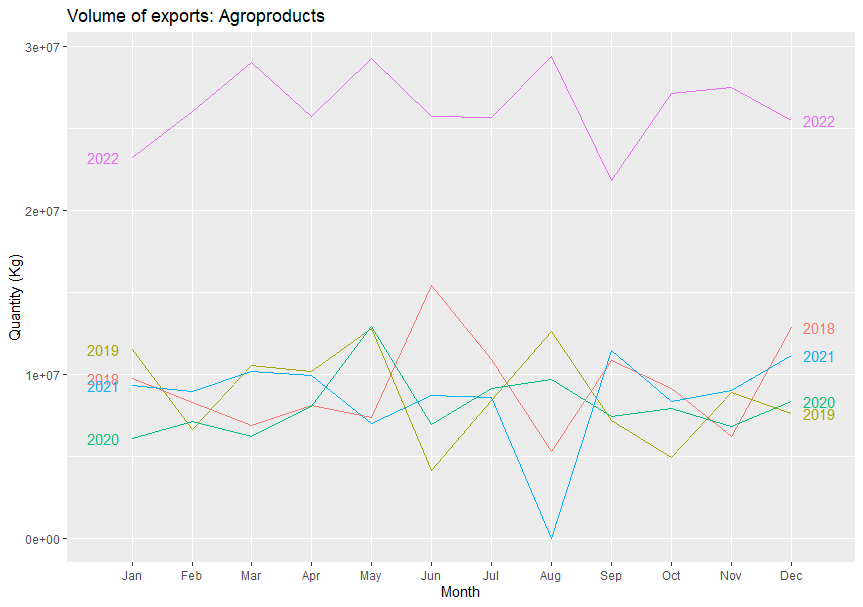 Volume of exports: Agroproducts
3e+07
2e+07
1e+07
0e+00
Quantity (Kg)
2022
2019
2018
2021
2020
2022
2018
2021
2020
2019
Jan Feb Mar Apr May Jun Jul Aug Sep Oct Nov Dec
Month